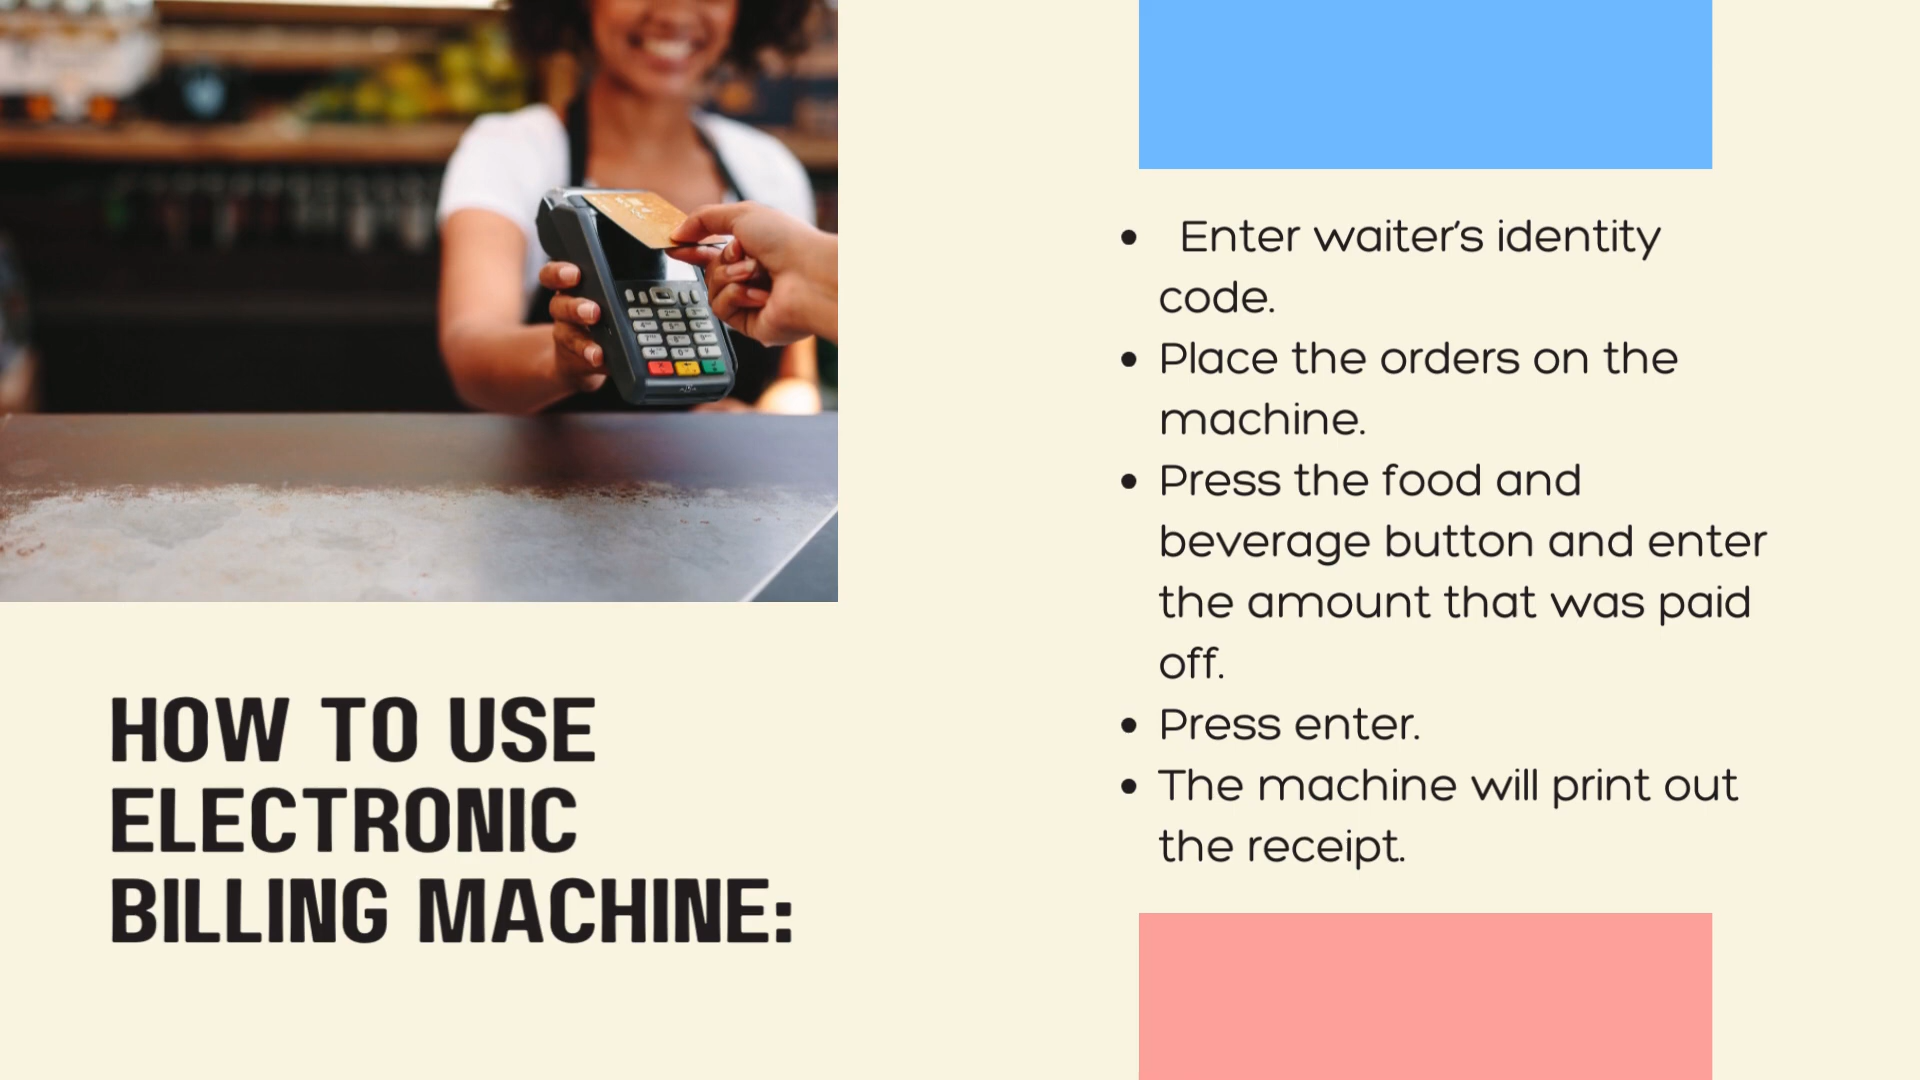 HOW TO USE
ELECTRONIC
BILLING MACHINE:
• Enter waiter's identity
code.
• Place the orders on the
machine.
• Press the food and
beverage button and enter
the amount that was paid
off.
• Press enter.
• The machine will print out
the receipt.